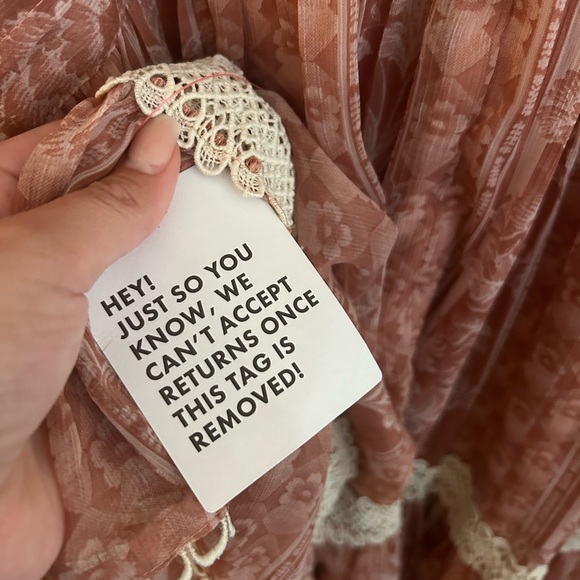 HEY!
JUST SO YOU
KNOW, WE
CAN'T ACCEPT
RETURNS ONCE
THIS TAG IS
REMOVED!